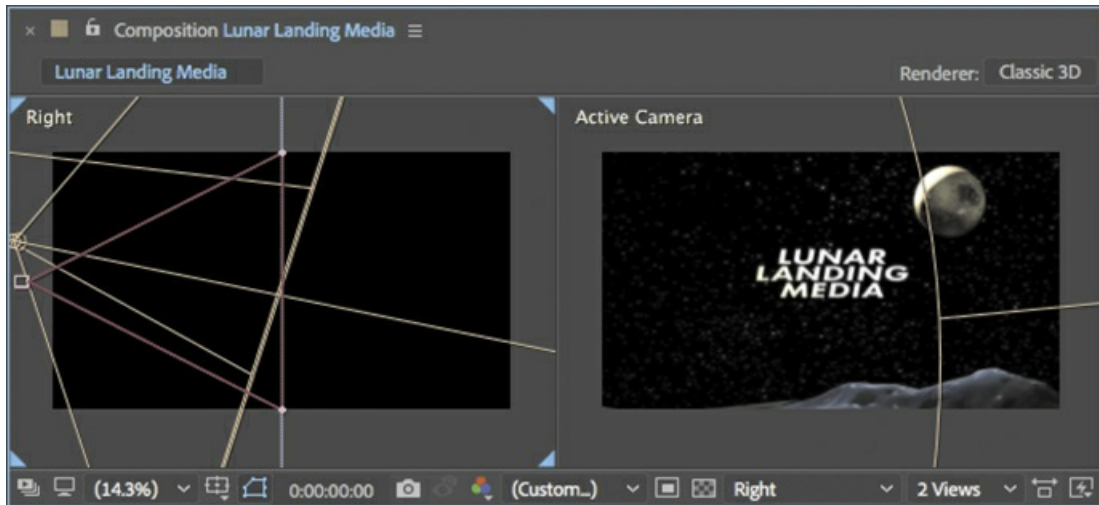 Composition Lunar Landing Media
Lunar Landing Media
Renderer: Classic 3D
Right
Active Camera
LUNAR
LANDING
MEDIA
(14.3%)
0:00:00:00
(Custom...)
Right
2 Views